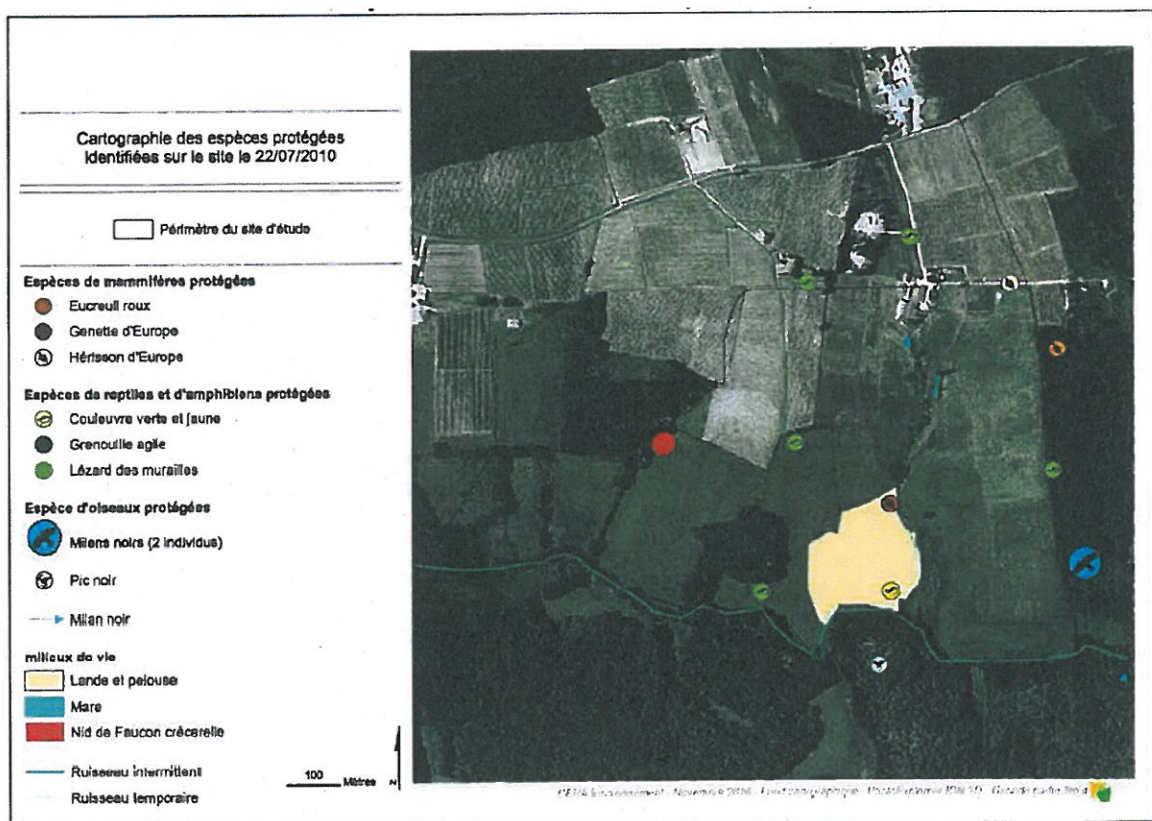 Cartographie des espèces protégées
Identifiées sur le site le 22/07/2010
Périmètre du site d'étude
Espèces de mammifères protégées
Eucreuil roux
Genette d'Europe
Hérisson d'Europe
Espèces de reptiles et d'amphibiens protégées
Couleuvre verte et jaune
Grenouille agile
Lézard des murailles
Espèce d'oiseaux protégées
Milans noirs (2 individus)
Pic noir
Milan noir
milieux de vie
Lande et pelouse
Mare
Nid de Faucon crécerelle
Ruisseau intermittent
Ruisseau temporaire
100 Mètres
N
Environnement - Novembre